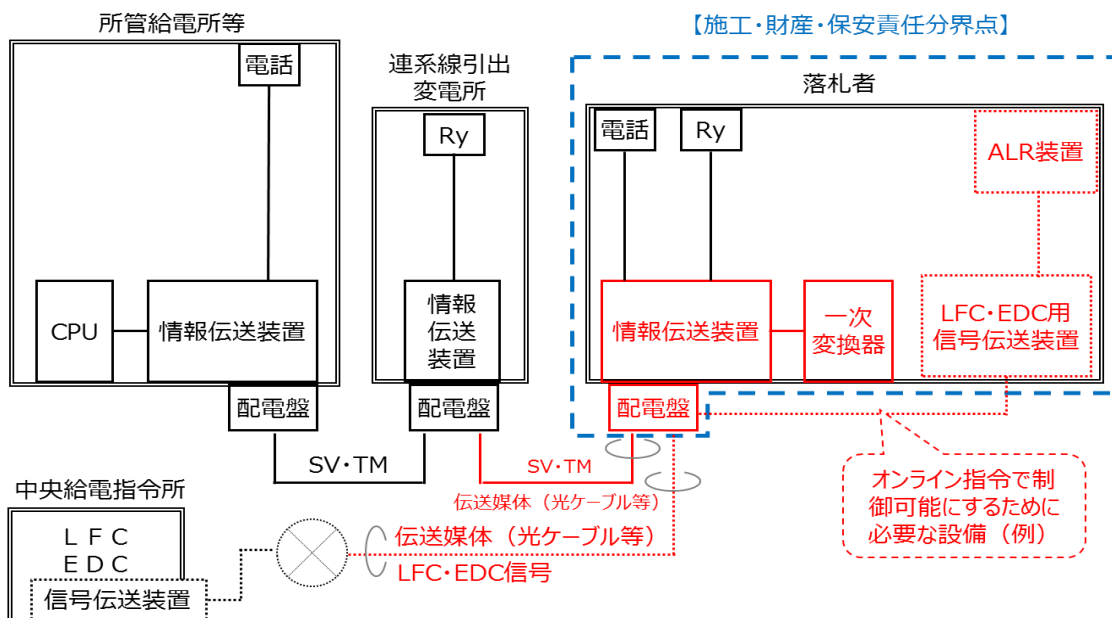 所管給電所等
電話
CPU
情報伝送装置
配電盤
連系線引出
変電所
Ry
情報
伝送
装置
配電盤
【施工・財産・保安責任分界点】
落札者
電話
Ry
ALR装置
情報伝送装置
一次
変換器
LFC・EDC用
信号伝送装置
配電盤
SV・TM
SV・TM
伝送媒体（光ケーブル等）
オンライン指令で制
御可能にするために
必要な設備（例）
中央給電指令所
ＬＦＣ
ＥＤＣ
信号伝送装置
伝送媒体（光ケーブル等）
LFC・EDC信号